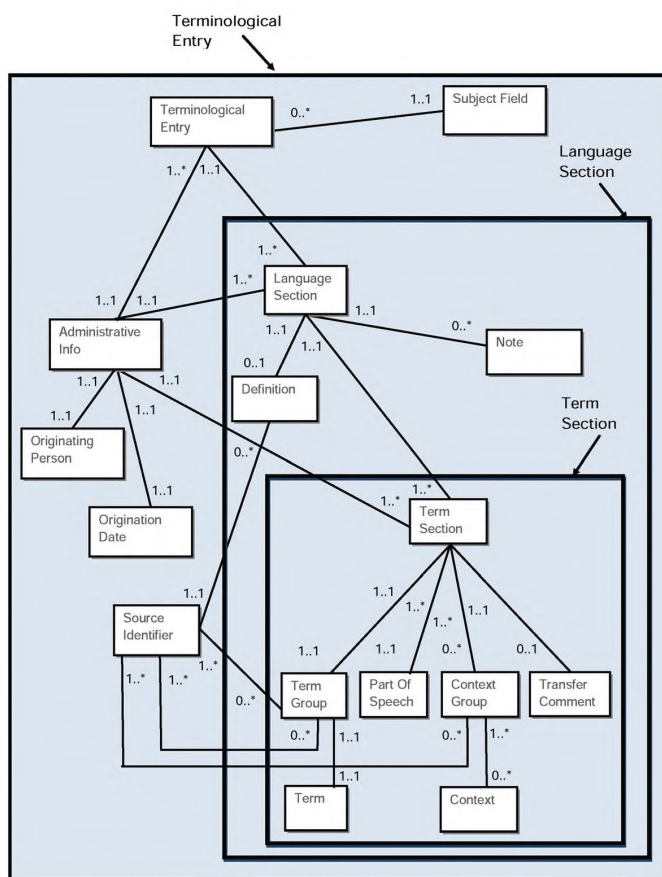 Terminological
Entry
Terminological
Entry
0..*
1..1
Subject Field
Language
Section
1..*
1..1
1..*
1..*
Language
Section
1..1
1..1
Administrative
Info
1..1
1..1
1..1
0..*
Note
1..1
1..1
1..1
0..1
Definition
1..1
1..1
Originating
Person
Term
Section
0..*
1..1
Origination
Date
1..*
1..*
Term
Section
1..1
Source
Identifier
1..1
1..*
1..*
1..1
1..*
1..1
1..1
0..*
0..1
1..*
1..*
0..*
Term
Group
Part Of
Speech
Context
Group
Transfer
Comment
0..*
1..1
0..*
1..*
1..1
0..*
Term
Context